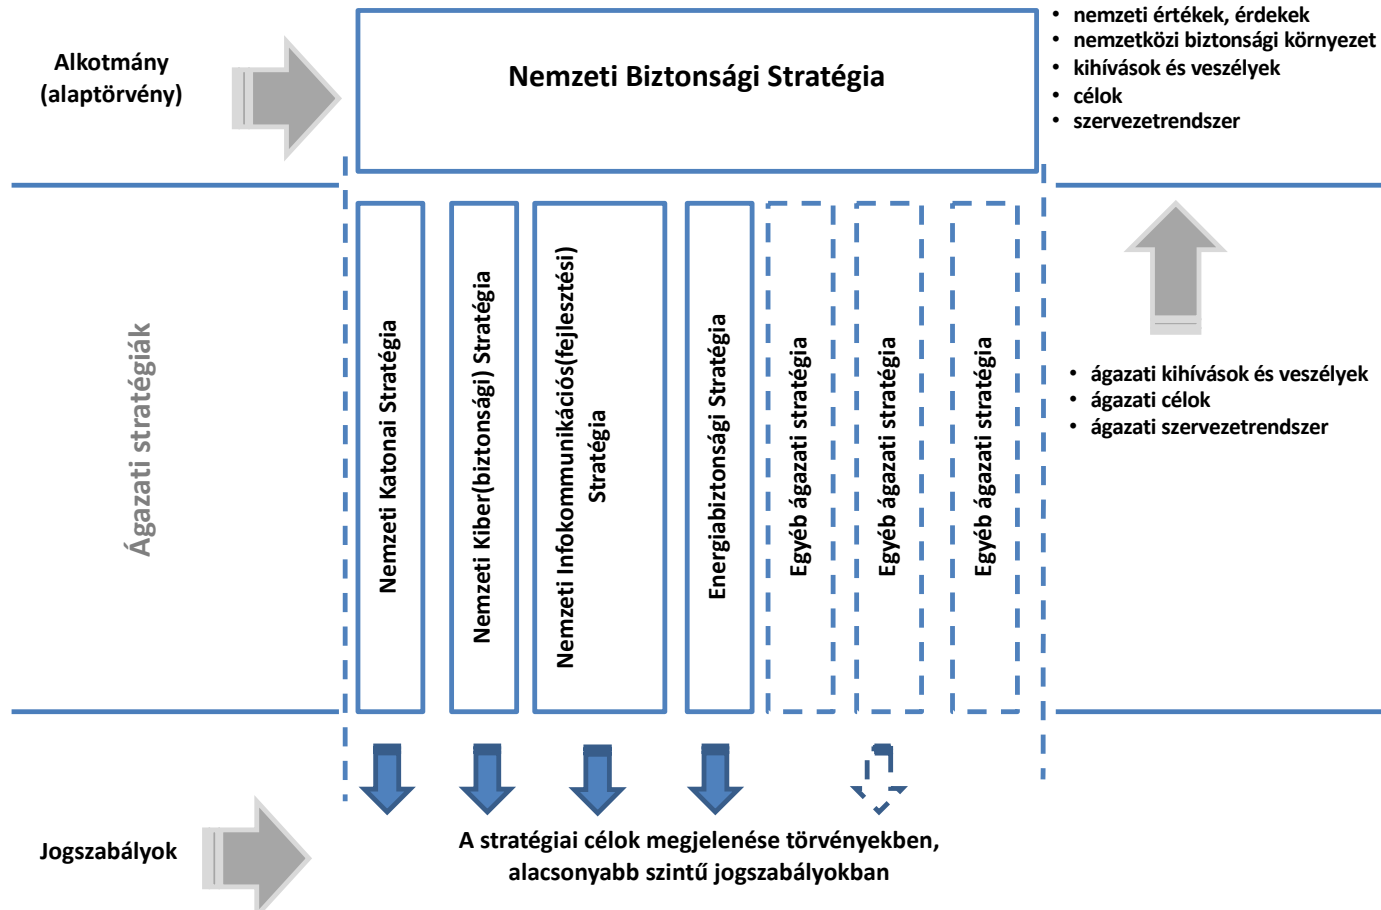 Alkotmány
(alaptörvény)
Nemzeti Biztonsági Stratégia
• nemzeti értékek, érdekek
• nemzetközi biztonsági környezet
• kihívások és veszélyek
• célok
• szervezetrendszer
Ágazati stratégiák
Nemzeti Katonai Stratégia
Nemzeti Kiber(biztonsági) Stratégia
Nemzeti Infokommunikációs(fejlesztési)
Stratégia
Energiabiztonsági Stratégia
Egyéb ágazati stratégia
Egyéb ágazati stratégia
Egyéb ágazati stratégia
• ágazati kihívások és veszélyek
• ágazati célok
• ágazati szervezetrendszer
Jogszabályok
A stratégiai célok megjelenése törvényekben,
alacsonyabb szintű jogszabályokban